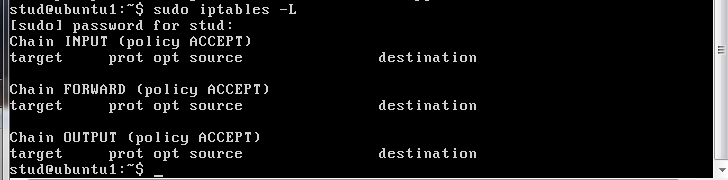 stud@ubuntu1:~$ sudo iptables -L
[sudo] password for stud:
Chain INPUT (policy ACCEPT)
target     prot opt source               destination

Chain FORWARD (policy ACCEPT)
target     prot opt source               destination

Chain OUTPUT (policy ACCEPT)
target     prot opt source               destination
stud@ubuntu1:~$ _